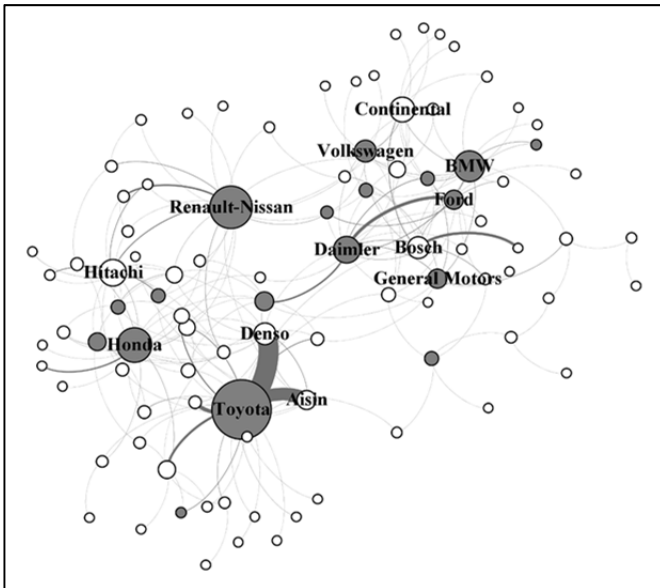 Continental
Volkswagen
BMW
Ford
Renault-Nissan
Daimler
Bosch
Hitachi
General Motors
Denso
Honda
Aisin
Toyota